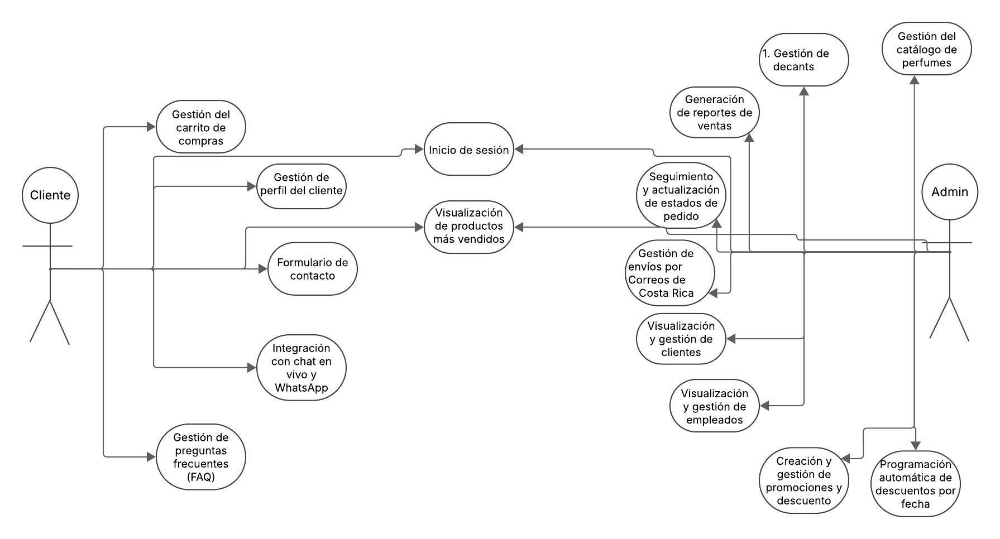 Gestión del
catálogo de
perfumes
1. Gestión de
decants
Generación
de reportes de
ventas
Gestión del
carrito de
compras
Inicio de sesión
Gestión de
perfil del cliente
Seguimiento
y actualización
de estados de
pedido
Cliente
Admin
Visualización
de productos
más vendidos
Formulario de
contacto
Gestión de
envíos por
Correos de
Costa Rica
Visualización
y gestión de
clientes
Integración
con chat en
vivo y
WhatsApp
Visualización
y gestión de
empleados
Gestión de
preguntas
frecuentes
(FAQ)
Creación y
gestión de
promociones y
descuento
Programación
automática de
descuentos por
fecha